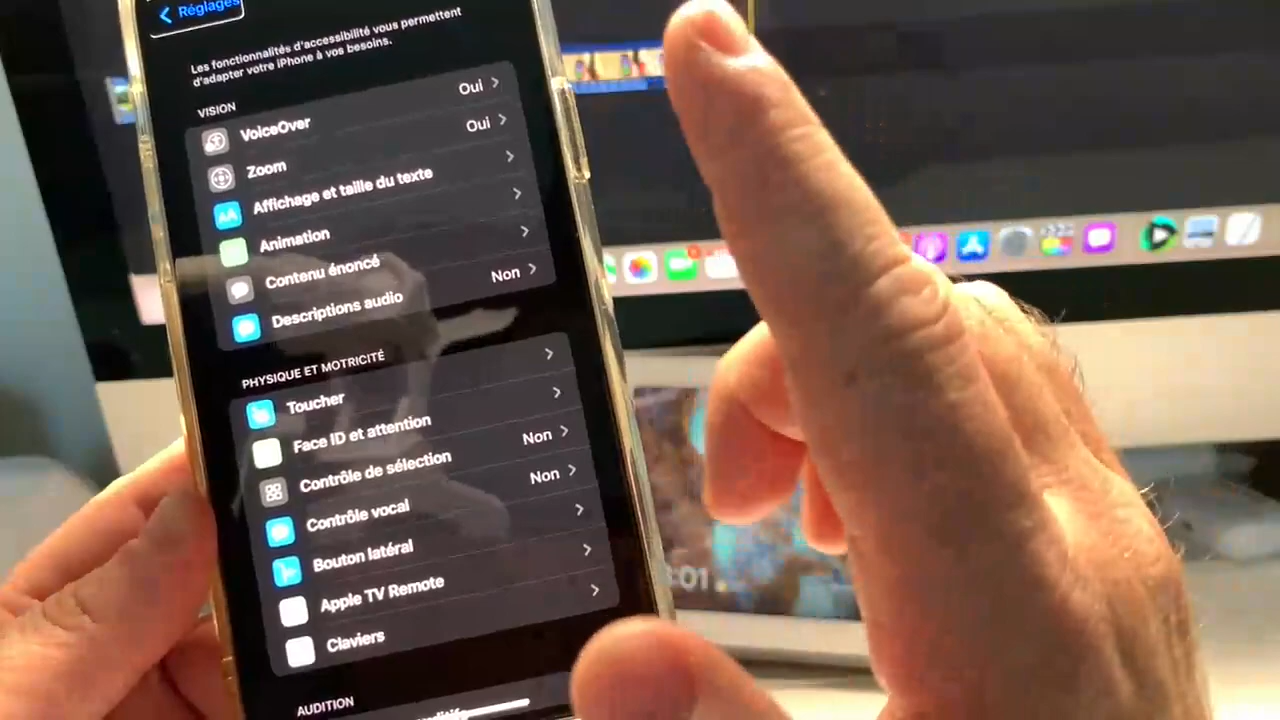 Réglages
Les fonctionnalités d'accessibilité vous permettent
d'adapter votre iPhone à vos besoins.
VISION
VoiceOver Oui
Zoom Oui
Affichage et taille du texte
Animation
Contenu énoncé
Descriptions audio Non
PHYSIQUE ET MOTRICITÉ
Toucher
Face ID et attention
Contrôle de sélection Non
Contrôle vocal Non
Bouton latéral
Apple TV Remote
Claviers
AUDITION